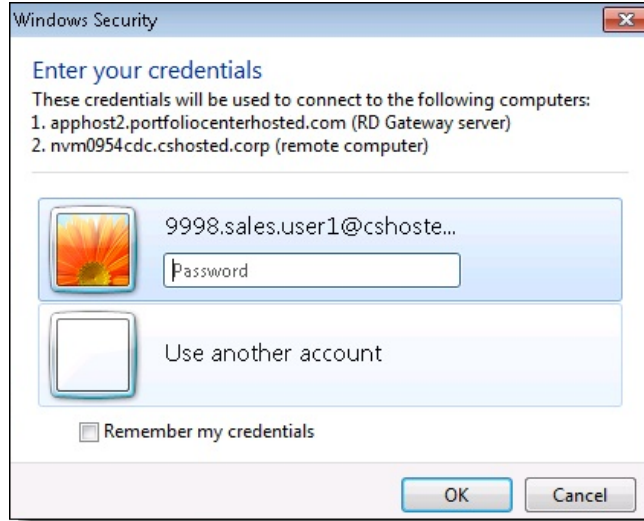 Windows Security
Enter your credentials
These credentials will be used to connect to the following computers:
1. apphost2.portfoliocenterhosted.com (RD Gateway server)
2. nvm0954cdc.cshosted.corp (remote computer)
9998.sales.user1@cshoste...
Password
Use another account
Remember my credentials
OK Cancel